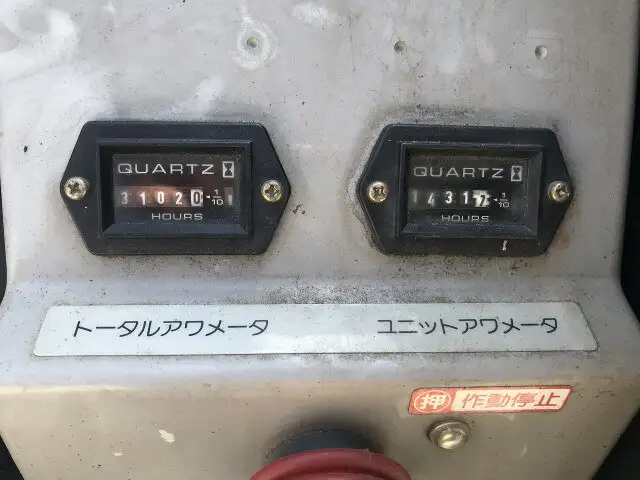 QUARTZ
31020 1/10
HOURS
QUARTZ
1431 1/10
HOURS
トータルアワメータ
ユニットアワメータ
押 作動停止